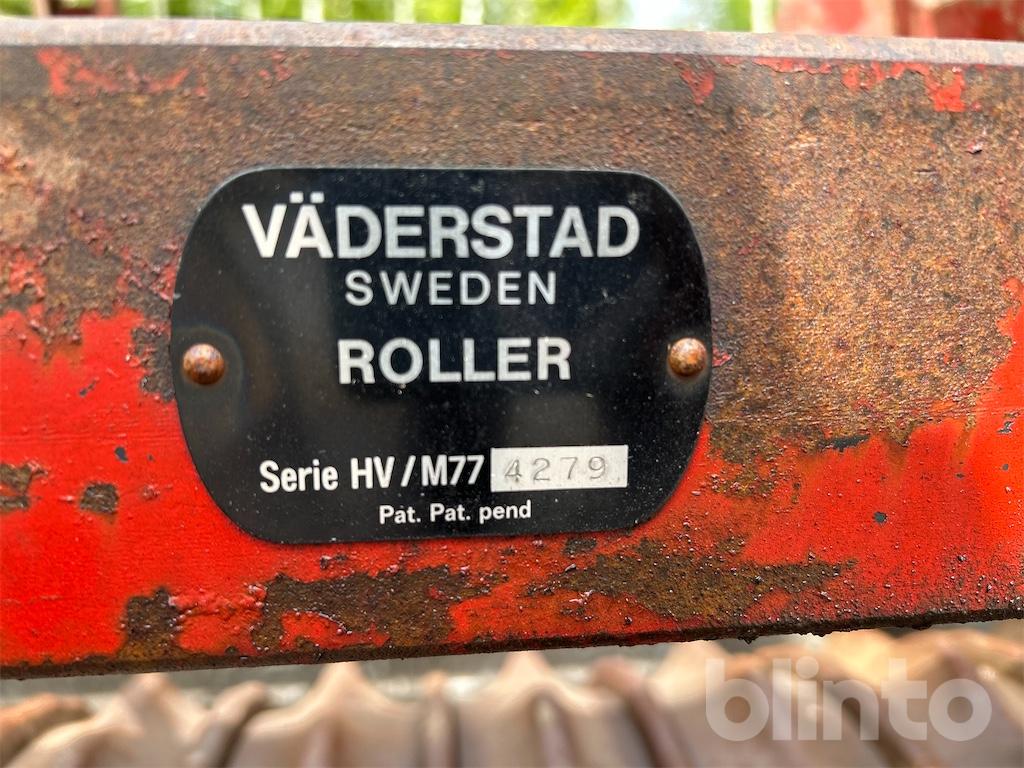 VÄDERSTAD
SWEDEN
ROLLER
Serie HV/M77 4279
Pat. Pat. pend
blinto